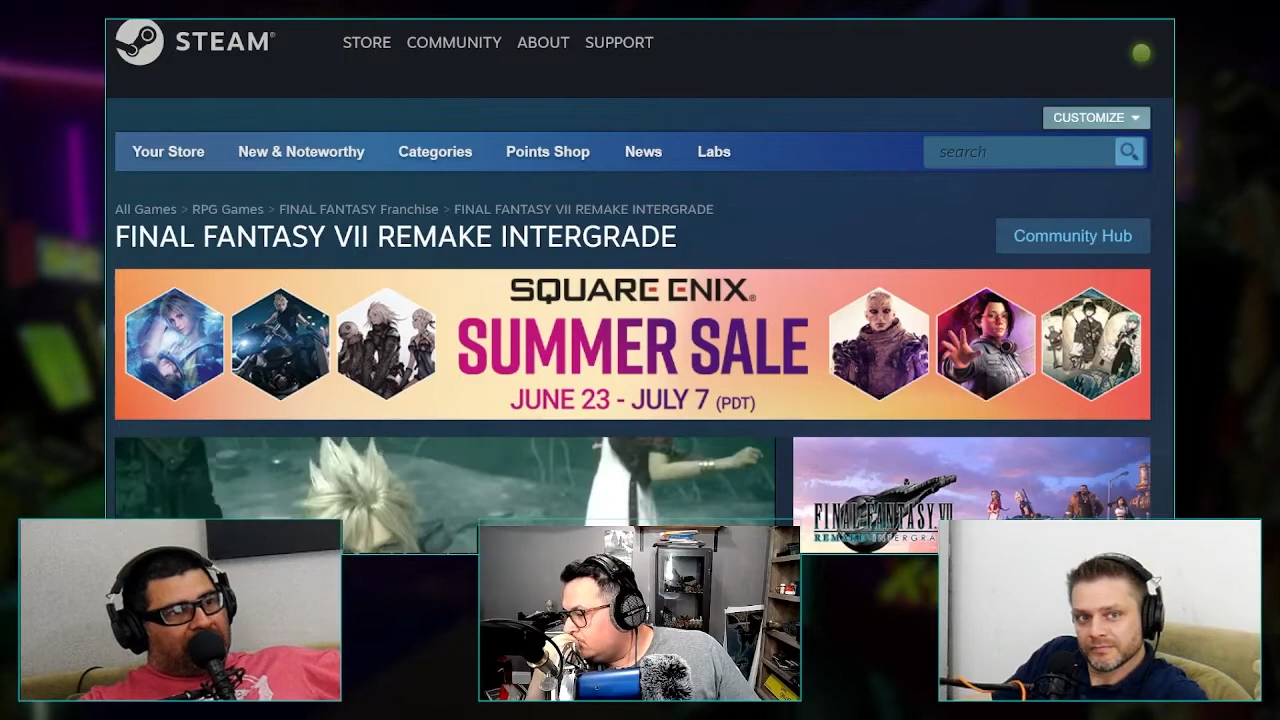 STEAM®
STORE COMMUNITY ABOUT SUPPORT
CUSTOMIZE
Your Store New & Noteworthy Categories Points Shop News Labs
search
All Games > RPG Games > FINAL FANTASY Franchise > FINAL FANTASY VII REMAKE INTERGRADE
FINAL FANTASY VII REMAKE INTERGRADE
Community Hub
SQUARE ENIX®
SUMMER SALE
JUNE 23 - JULY 7 (PDT)
FINAL FANTASY VII
REMAKE INTERGRA